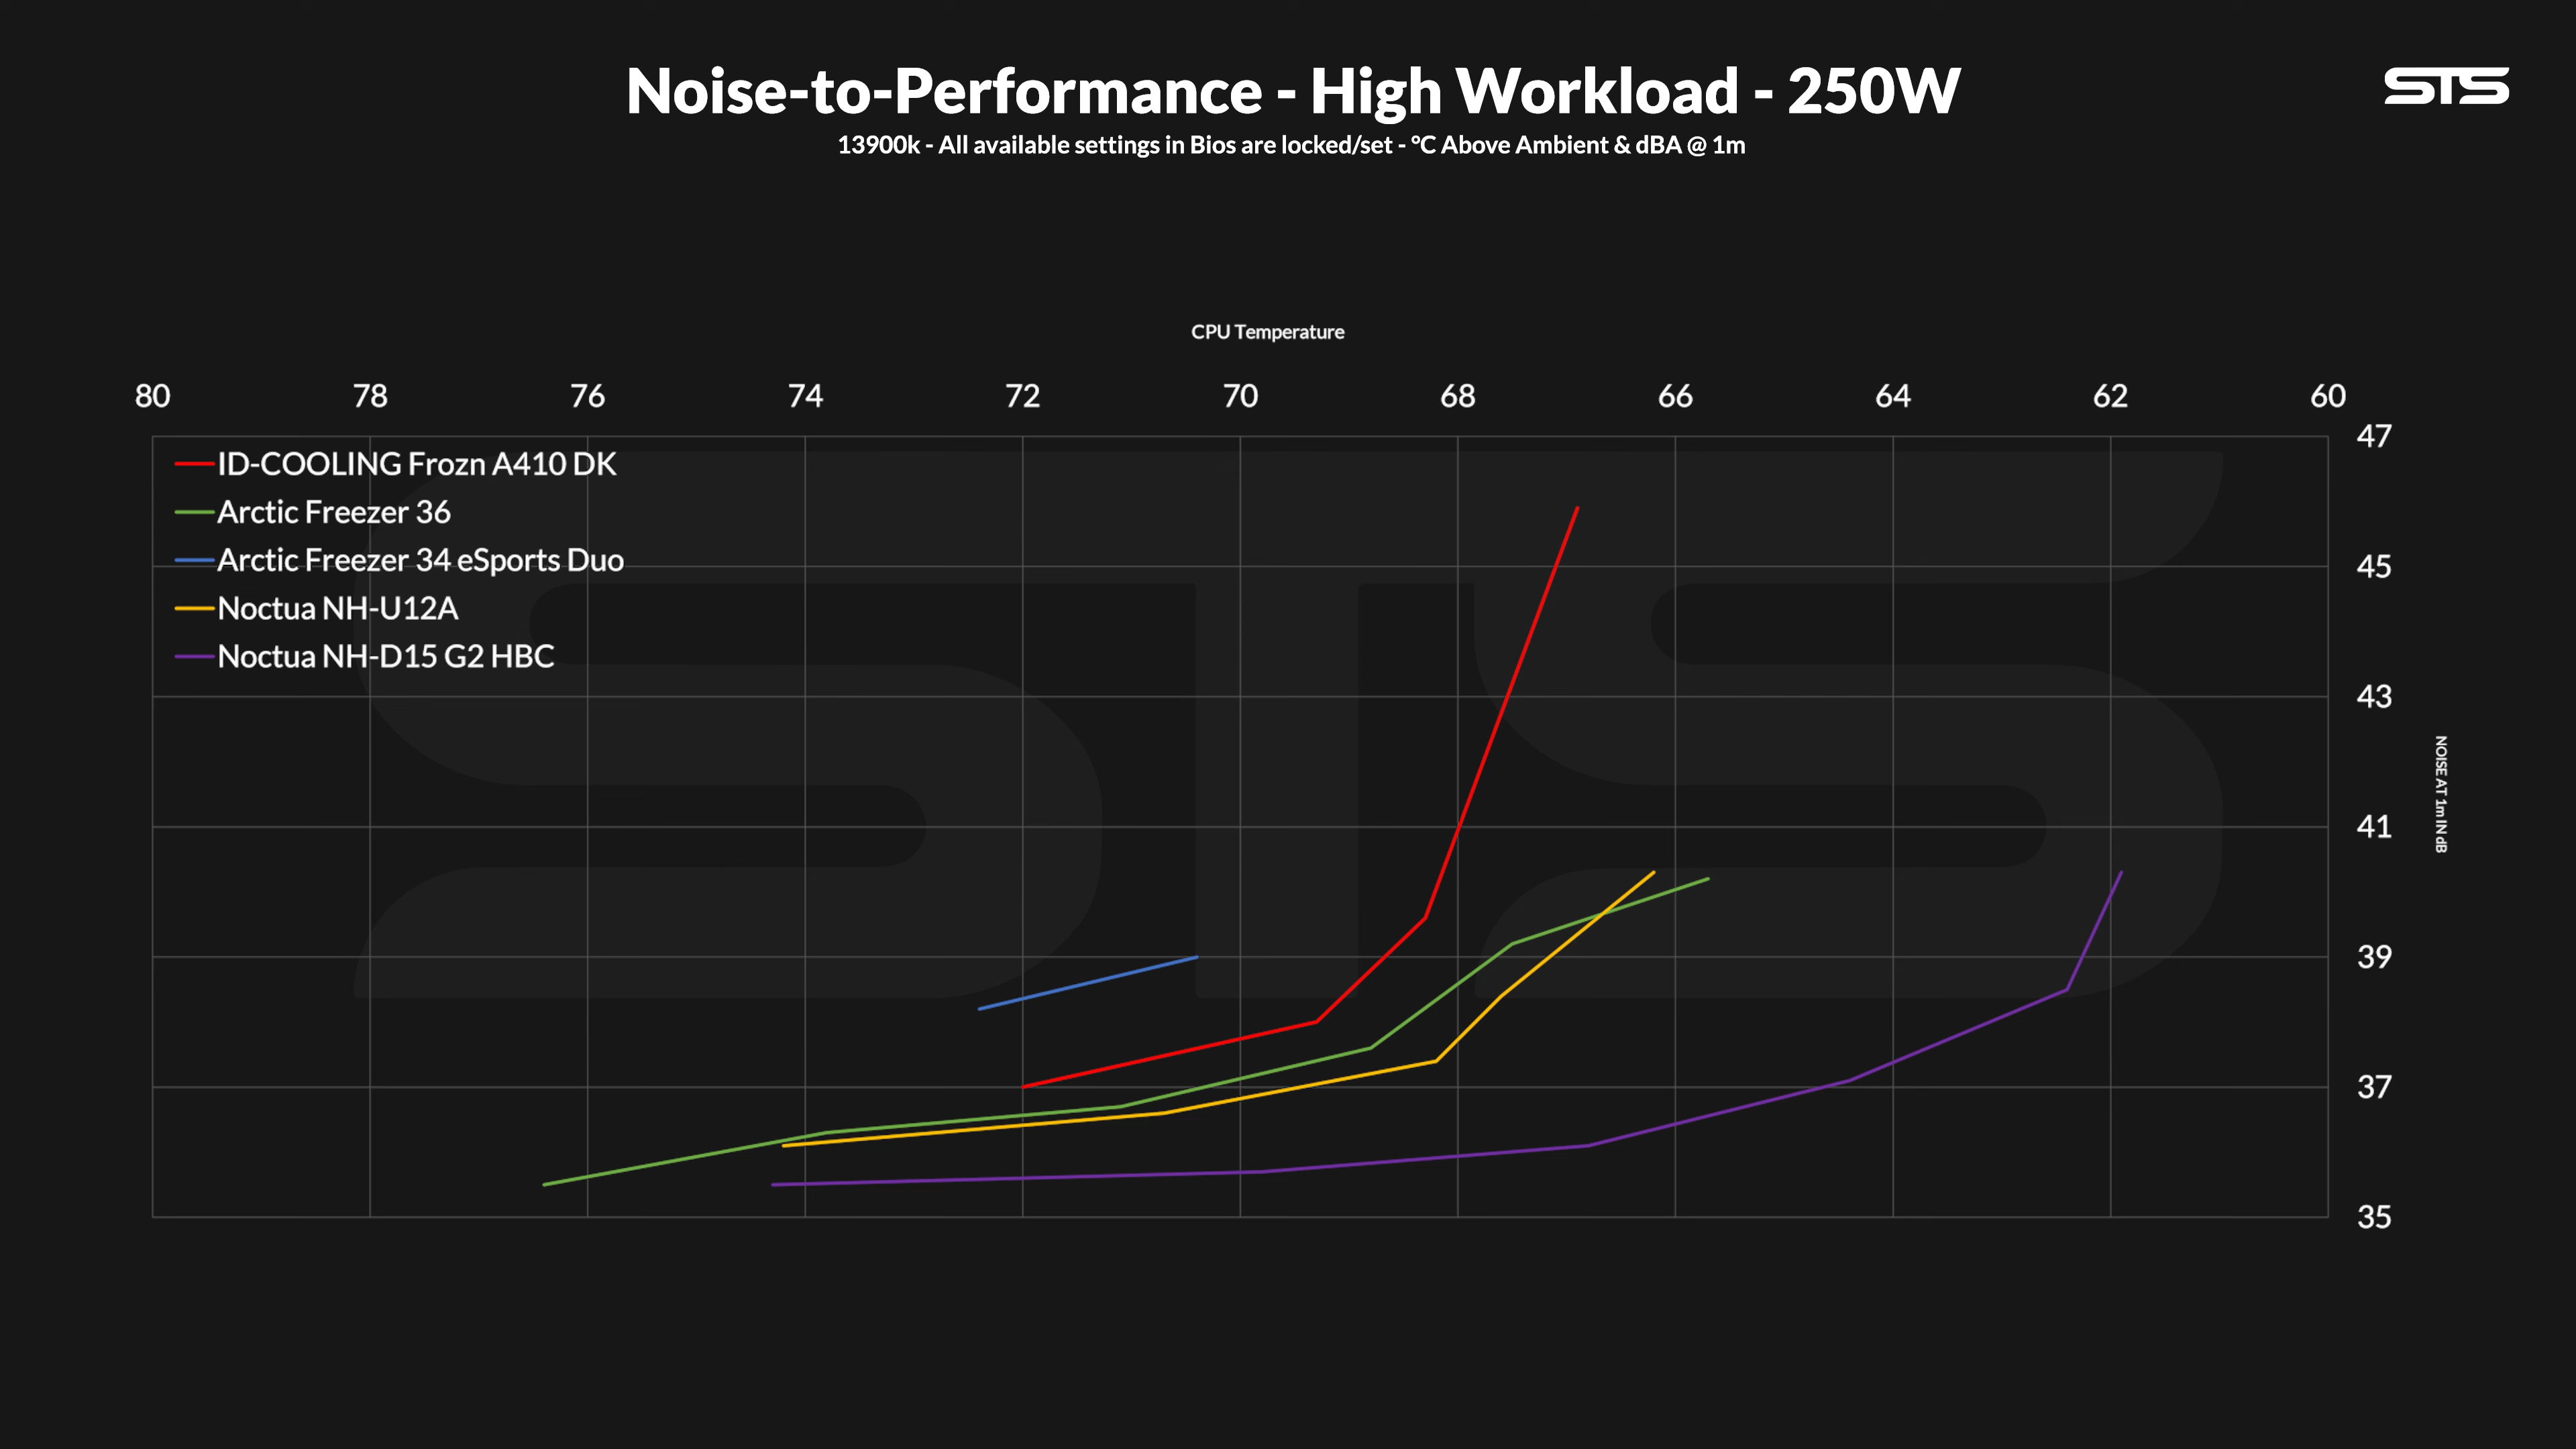 Noise-to-Performance - High Workload - 250W
STS
13900k - All available settings in Bios are locked/set - °C Above Ambient & dBA @ 1m
CPU Temperature
80 78 76 74 72 70 68 66 64 62 60
ID-COOLING Frozn A410 DK
Arctic Freezer 36
Arctic Freezer 34 eSports Duo
Noctua NH-U12A
Noctua NH-D15 G2 HBC
47
45
43
41
39
37
35
NOISE AT 1m IN dB
STS